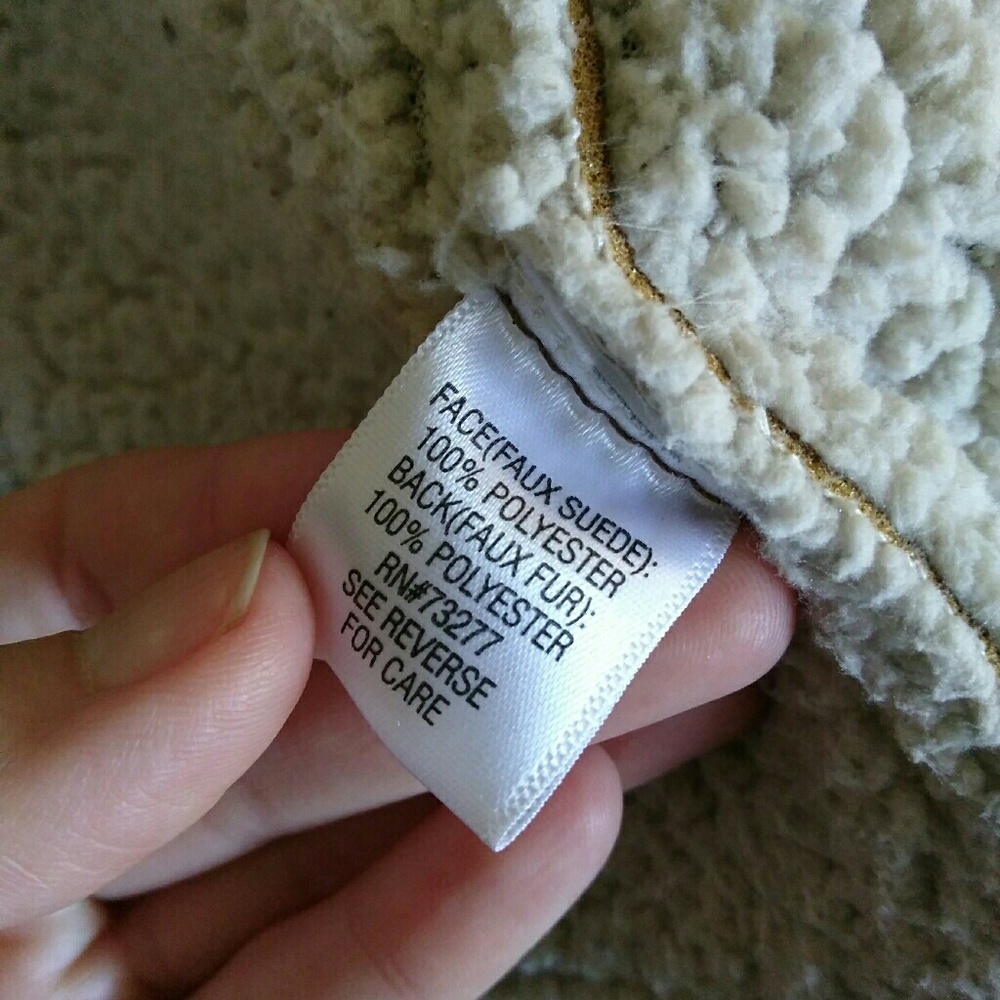 FACE(FAUX SUEDE):
100% POLYESTER
BACK(FAUX FUR):
100% POLYESTER
RN#73277
SEE REVERSE
FOR CARE